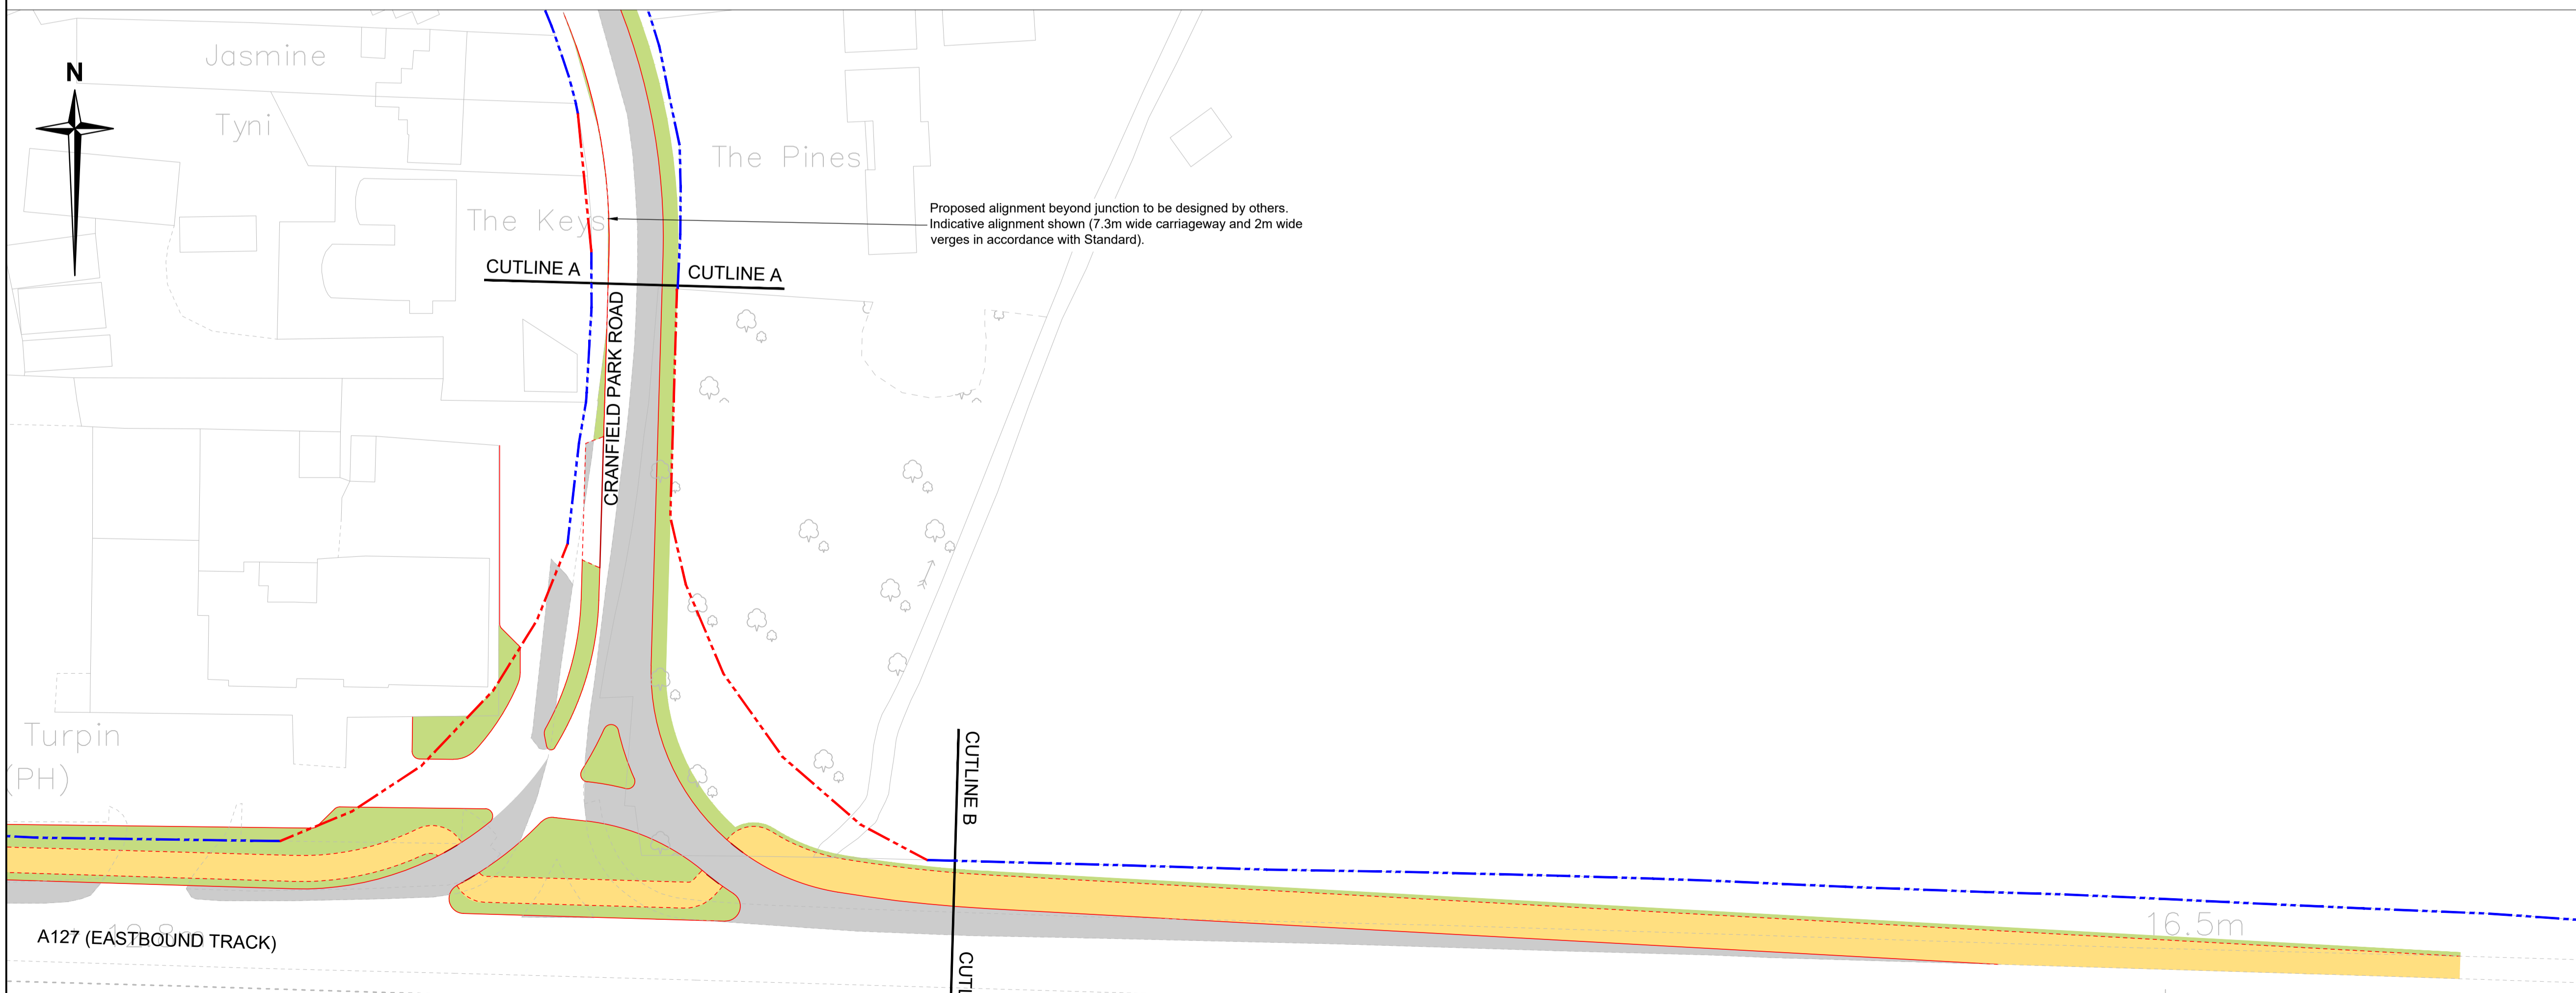 Jasmine
N
Tyni
The Pines
The Keys
Proposed alignment beyond junction to be designed by others.
Indicative alignment shown (7.3m wide carriageway and 2m wide
verges in accordance with Standard).
CUTLINE A
CUTLINE A
CRANFIELD PARK ROAD
Turpin
(PH)
CUTLINE B
16.5m
12.8m
A127 (EASTBOUND TRACK)